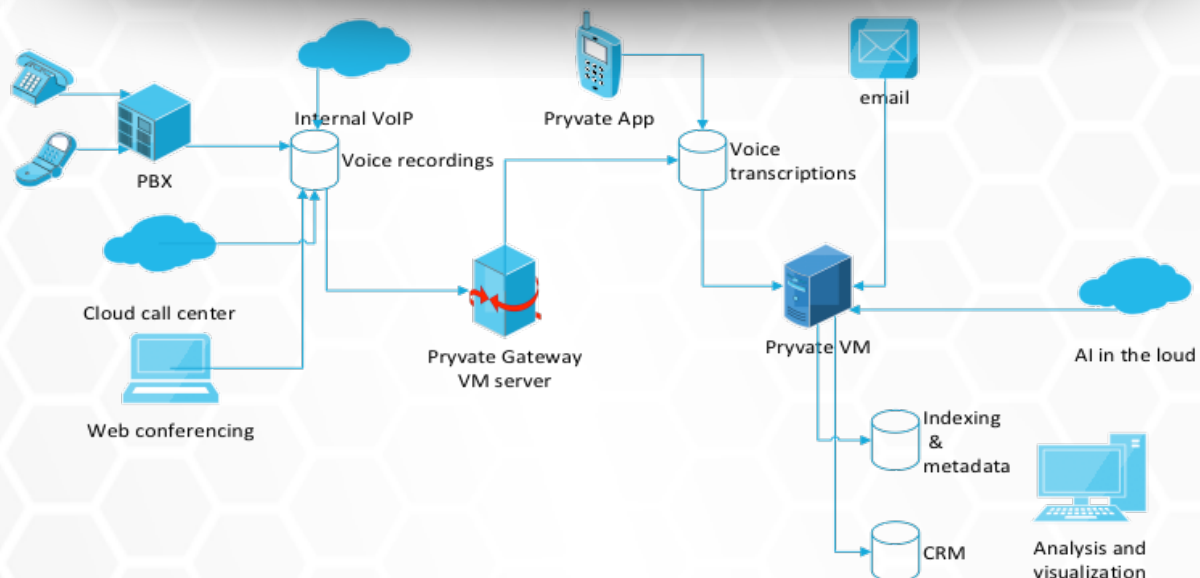 email
Internal VoIP
Pryvate App
Voice recordings
Voice
transcriptions
PBX
Cloud call center
Pryvate Gateway
VM server
Pryvate VM
AI in the loud
Web conferencing
Indexing
&
metadata
CRM
Analysis and
visualization